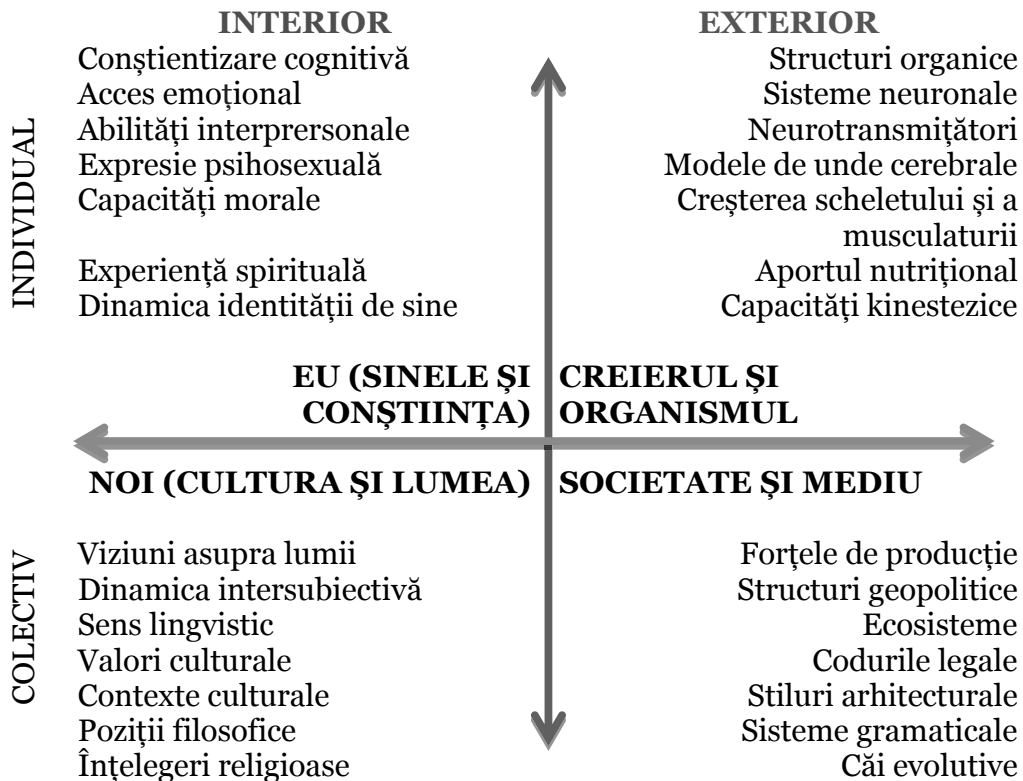 INTERIOR
EXTERIOR
INDIVIDUAL
Conștientizare cognitivă
Acces emoțional
Abilități interprersonale
Expresie psihosexuală
Capacități morale
Experiență spirituală
Dinamica identității de sine
Structuri organice
Sisteme neuronale
Neurotransmițători
Modele de unde cerebrale
Creșterea scheletului și a
musculaturii
Aportul nutrițional
Capacități kinestezice
EU (SINELE ȘI
CONȘTIINȚA)
CREIERUL ȘI
ORGANISMUL
NOI (CULTURA ȘI LUMEA)
SOCIETATE ȘI MEDIU
COLECTIV
Viziuni asupra lumii
Dinamica intersubiectivă
Sens lingvistic
Valori culturale
Contexte culturale
Poziții filosofice
Înțelegeri religioase
Forțele de producție
Structuri geopolitice
Ecosisteme
Codurile legale
Stiluri arhitecturale
Sisteme gramaticale
Căi evolutive